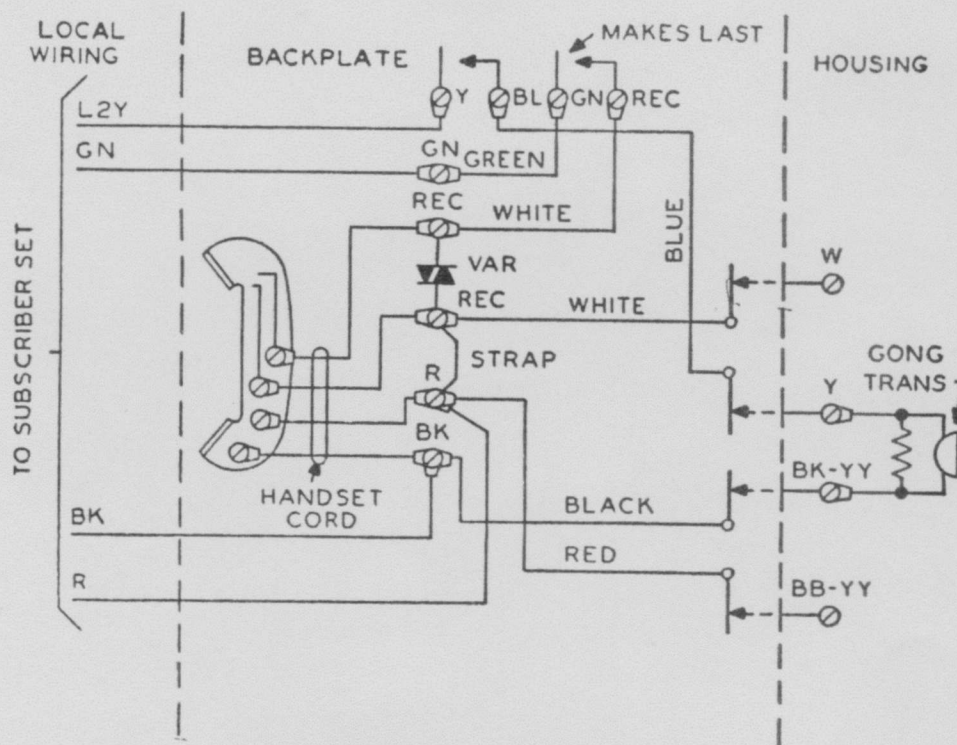 LOCAL
WIRING
BACKPLATE
MAKES LAST
HOUSING
Y
BL
GN
REC
L2Y
GN
GN
GREEN
REC
WHITE
BLUE
W
VAR
REC
WHITE
TO SUBSCRIBER SET
STRAP
GONG
TRANS
R
Y
BK
HANDSET
CORD
BK-YY
BK
BLACK
RED
R
BB-YY